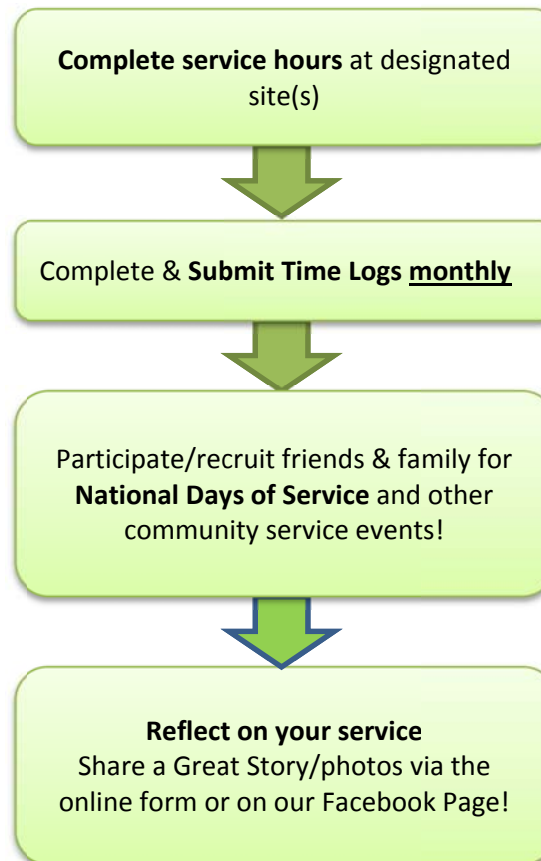 Complete service hours at designated
site(s)
Complete & Submit Time Logs monthly
Participate/recruit friends & family for
National Days of Service and other
community service events!
Reflect on your service
Share a Great Story/photos via the
online form or on our Facebook Page!